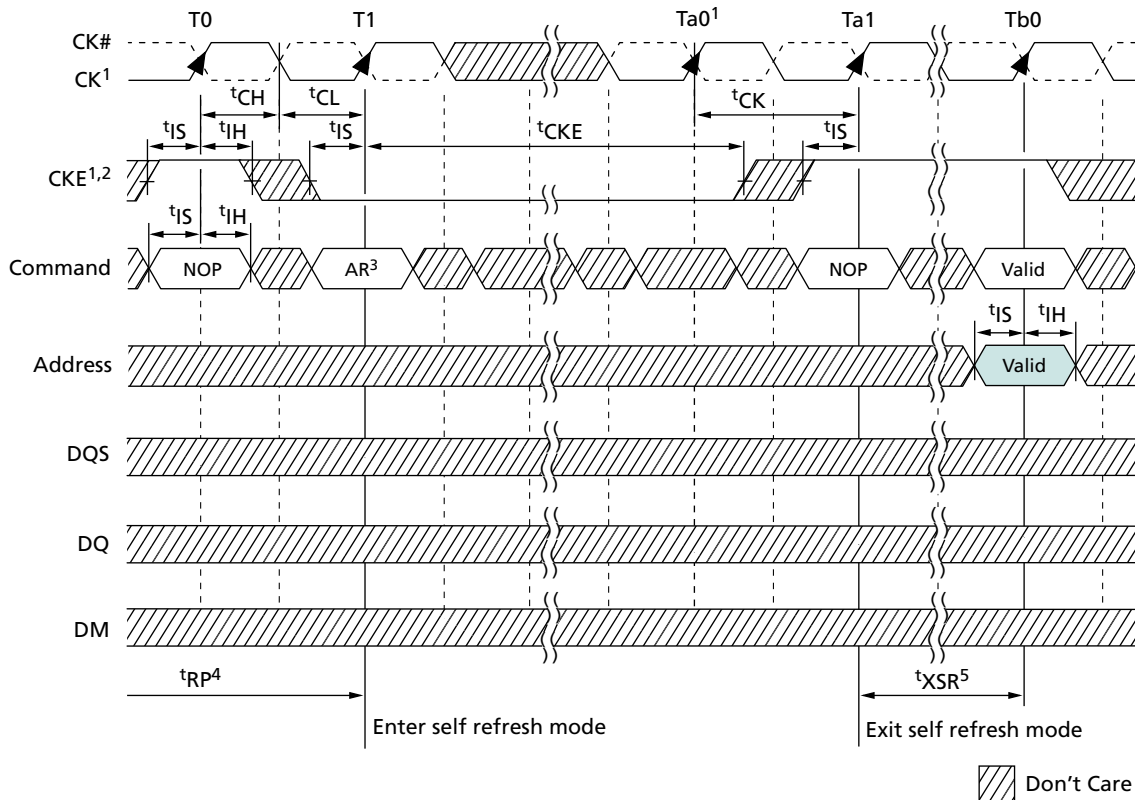 T0 T1 Ta0¹ Ta1 Tb0
CK#
CK¹
tCH tCL tCK
tIS tIH tIS tCKE tIS
CKE¹,²
tIS tIH
Command NOP AR³ NOP Valid
tIS tIH
Address Valid
DQS
DQ
DM
tRP⁴ tXSR⁵
Enter self refresh mode Exit self refresh mode
Don't Care